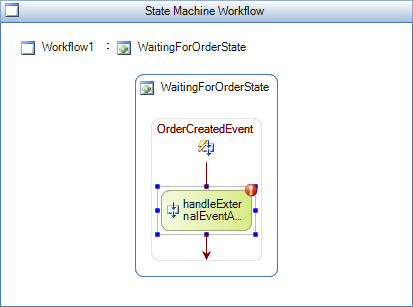 State Machine Workflow
Workflow1 : WaitingForOrderState
WaitingForOrderState
OrderCreatedEvent
handleExter
nalEventA...